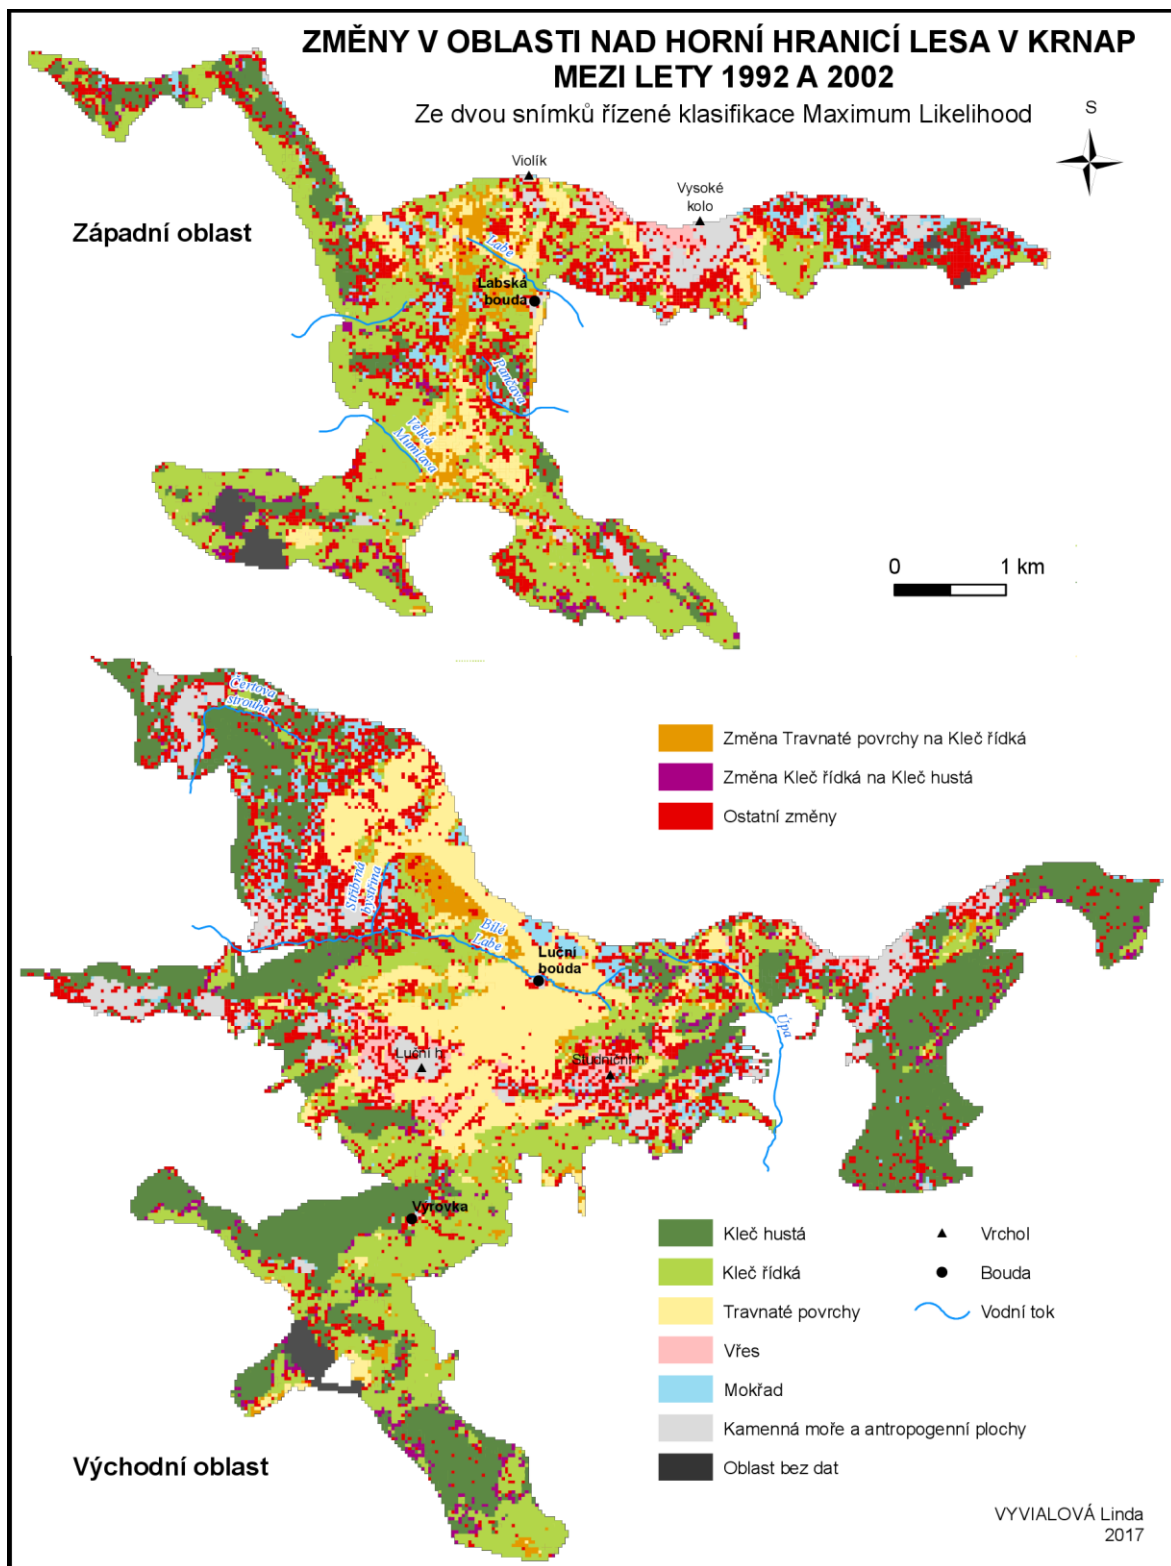 ZMĚNY V OBLASTI NAD HORNÍ HRANICÍ LESA V KRNAP
MEZI LETY 1992 A 2002
Ze dvou snímků řízené klasifikace Maximum Likelihood
S
Violík
Vysoké
kolo
Západní oblast
Labe
Labská
bouda
Pančava
Velká
Mumlava
0 1 km
Čertova
strouha
Změna Travnaté povrchy na Kleč řídká
Změna Kleč řídká na Kleč hustá
Ostatní změny
Stříbrná
bystřina
Bílé
Labe
Luční
bouda
Úpa
Luční h.
Studniční h.
Výrovka
Kleč hustá
Kleč řídká
Travnaté povrchy
Vřes
Mokřad
Kamenná moře a antropogenní plochy
Oblast bez dat
Vrchol
Bouda
Vodní tok
Východní oblast
VYVIALOVÁ Linda
2017